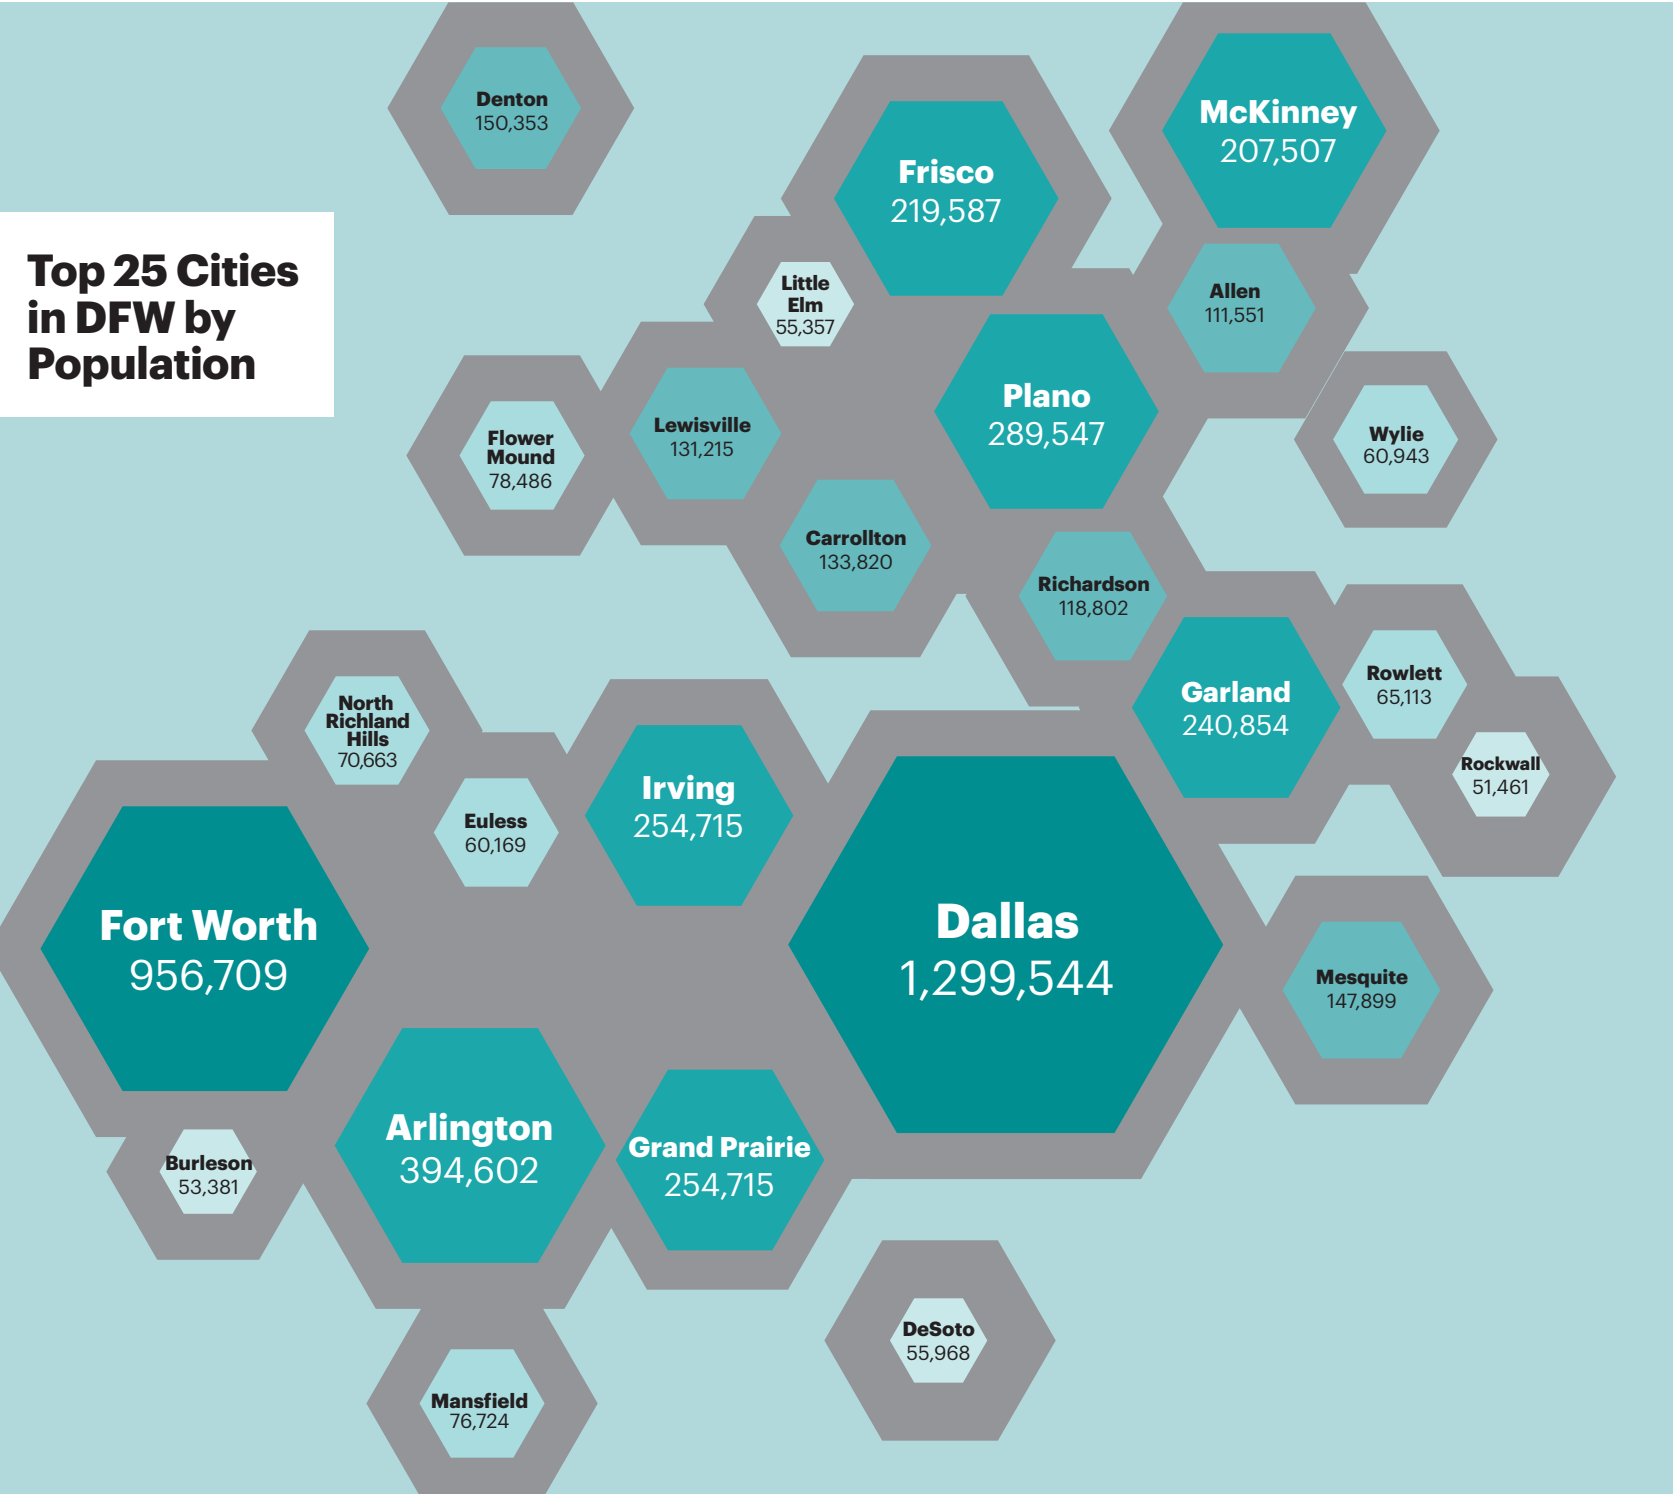 Top 25 Cities
in DFW by
Population
Denton
150,353
McKinney
207,507
Frisco
219,587
Little
Elm
55,357
Allen
111,551
Plano
289,547
Lewisville
131,215
Flower
Mound
78,486
Wylie
60,943
Carrollton
133,820
Richardson
118,802
Garland
240,854
Rowlett
65,113
Rockwall
51,461
North
Richland
Hills
70,663
Euless
60,169
Irving
254,715
Fort Worth
956,709
Dallas
1,299,544
Mesquite
147,899
Arlington
394,602
Grand Prairie
254,715
Burleson
53,381
DeSoto
55,968
Mansfield
76,724